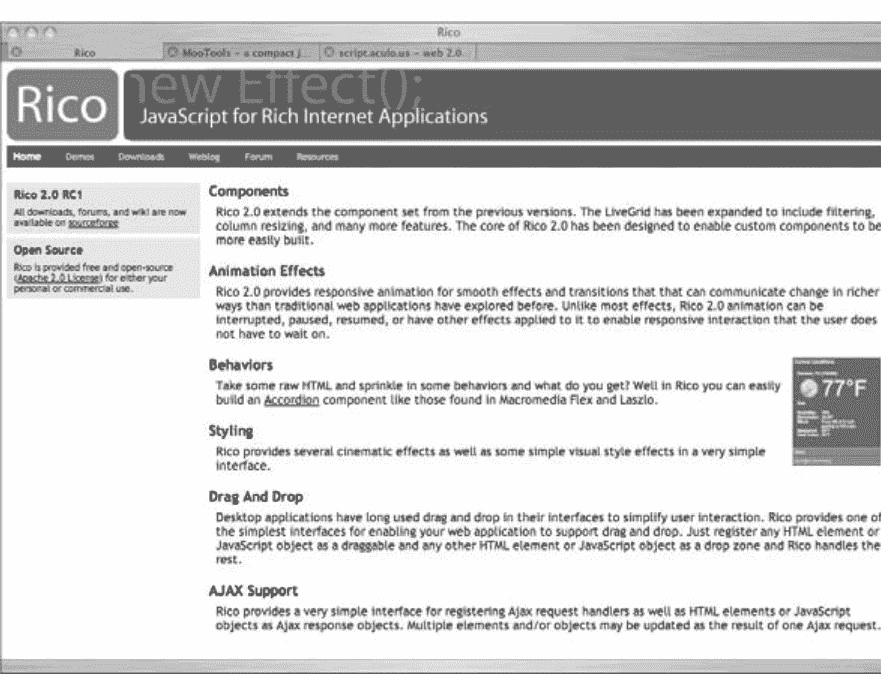 Rico
Rico
MooTools - a compact j...
script.aculo.us - web 2.0
Rico
new Effect();
JavaScript for Rich Internet Applications
Home Demos Downloads Weblog Forum Resources
Rico 2.0 RC1
All downloads, forums, and wiki are now
available on sourceforge
Open Source
Rico is provided free and open-source
(Apache 2.0 License) for either your
personal or commercial use.
Components
Rico 2.0 extends the component set from the previous versions. The LiveGrid has been expanded to include filtering,
column resizing, and many more features. The core of Rico 2.0 has been designed to enable custom components to be
more easily built.
Animation Effects
Rico 2.0 provides responsive animation for smooth effects and transitions that that can communicate change in richer
ways than traditional web applications have explored before. Unlike most effects, Rico 2.0 animation can be
interrupted, paused, resumed, or have other effects applied to it to enable responsive interaction that the user does
not have to wait on.
Behaviors
Take some raw HTML and sprinkle in some behaviors and what do you get? Well in Rico you can easily
build an Accordion component like those found in Macromedia Flex and Laszlo.
77°F
Styling
Rico provides several cinematic effects as well as some simple visual style effects in a very simple
interface.
Drag And Drop
Desktop applications have long used drag and drop in their interfaces to simplify user interaction. Rico provides one of
the simplest interfaces for enabling your web application to support drag and drop. Just register any HTML element or
JavaScript object as a draggable and any other HTML element or JavaScript object as a drop zone and Rico handles the
rest.
AJAX Support
Rico provides a very simple interface for registering Ajax request handlers as well as HTML elements or JavaScript
objects as Ajax response objects. Multiple elements and/or objects may be updated as the result of one Ajax request.